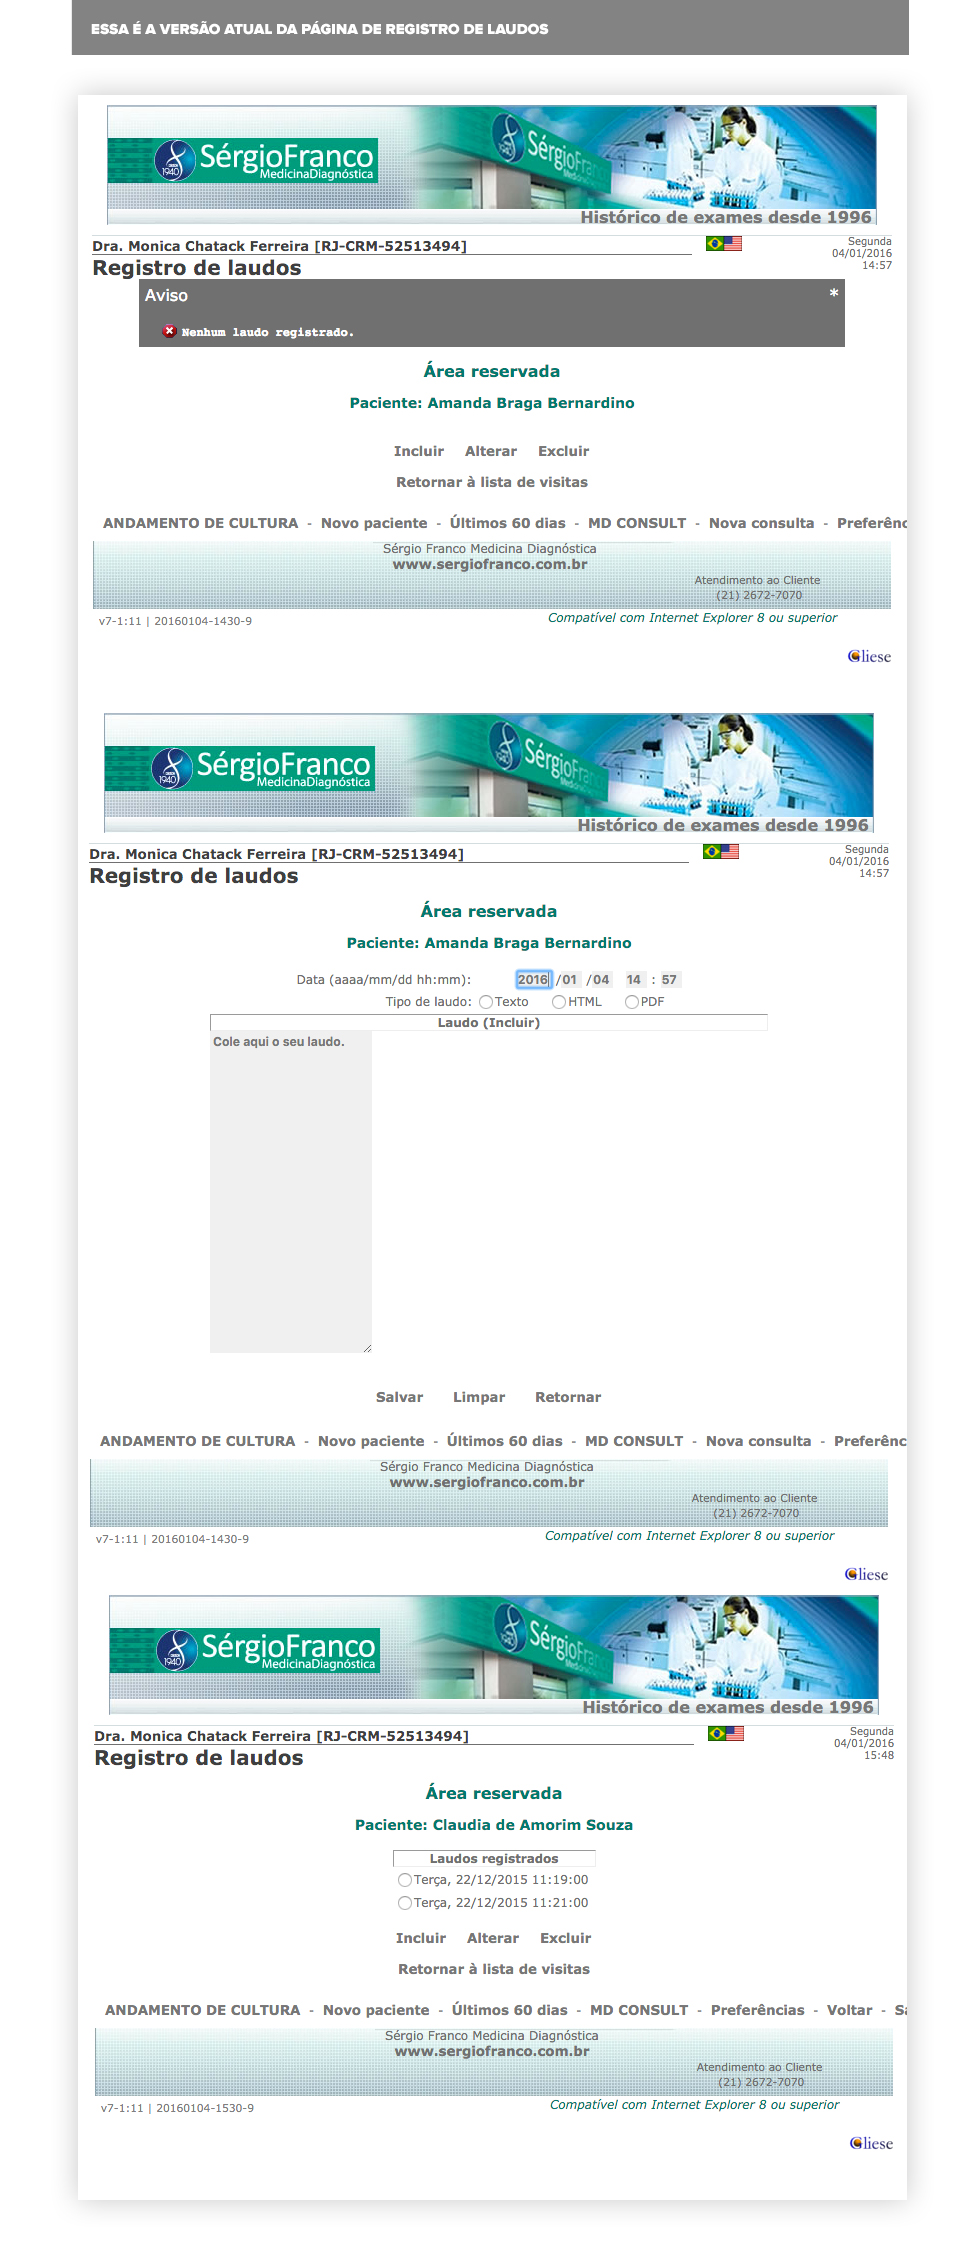 ESSA É A VERSÃO ATUAL DA PÁGINA DE REGISTRO DE LAUDOS
SérgioFranco
MedicinaDiagnóstica
DESDE 1940
Sérgio Franco
Histórico de exames desde 1996
Dra. Monica Chatack Ferreira [RJ-CRM-52513494]
Segunda
04/01/2016
14:57
Registro de laudos
Aviso *
Nenhum laudo registrado.
Área reservada
Paciente: Amanda Braga Bernardino
Incluir Alterar Excluir
Retornar à lista de visitas
ANDAMENTO DE CULTURA - Novo paciente - Últimos 60 dias - MD CONSULT - Nova consulta - Preferênc
Sérgio Franco Medicina Diagnóstica
www.sergiofranco.com.br
Atendimento ao Cliente
(21) 2672-7070
v7-1:11 | 20160104-1430-9
Compatível com Internet Explorer 8 ou superior
Gliese
SérgioFranco
MedicinaDiagnóstica
DESDE 1940
Sérgio Franco
Histórico de exames desde 1996
Dra. Monica Chatack Ferreira [RJ-CRM-52513494]
Segunda
04/01/2016
14:57
Registro de laudos
Área reservada
Paciente: Amanda Braga Bernardino
Data (aaaa/mm/dd hh:mm): 2016 /01 /04 14 : 57
Tipo de laudo: Texto HTML PDF
Laudo (Incluir)
Cole aqui o seu laudo.
Salvar Limpar Retornar
ANDAMENTO DE CULTURA - Novo paciente - Últimos 60 dias - MD CONSULT - Nova consulta - Preferênc
Sérgio Franco Medicina Diagnóstica
www.sergiofranco.com.br
Atendimento ao Cliente
(21) 2672-7070
v7-1:11 | 20160104-1430-9
Compatível com Internet Explorer 8 ou superior
Gliese
SérgioFranco
MedicinaDiagnóstica
DESDE 1940
Sérgio Franco
Histórico de exames desde 1996
Dra. Monica Chatack Ferreira [RJ-CRM-52513494]
Segunda
04/01/2016
15:48
Registro de laudos
Área reservada
Paciente: Claudia de Amorim Souza
Laudos registrados
Terça, 22/12/2015 11:19:00
Terça, 22/12/2015 11:21:00
Incluir Alterar Excluir
Retornar à lista de visitas
ANDAMENTO DE CULTURA - Novo paciente - Últimos 60 dias - MD CONSULT - Preferências - Voltar - Sa
Sérgio Franco Medicina Diagnóstica
www.sergiofranco.com.br
Atendimento ao Cliente
(21) 2672-7070
v7-1:11 | 20160104-1530-9
Compatível com Internet Explorer 8 ou superior
Gliese